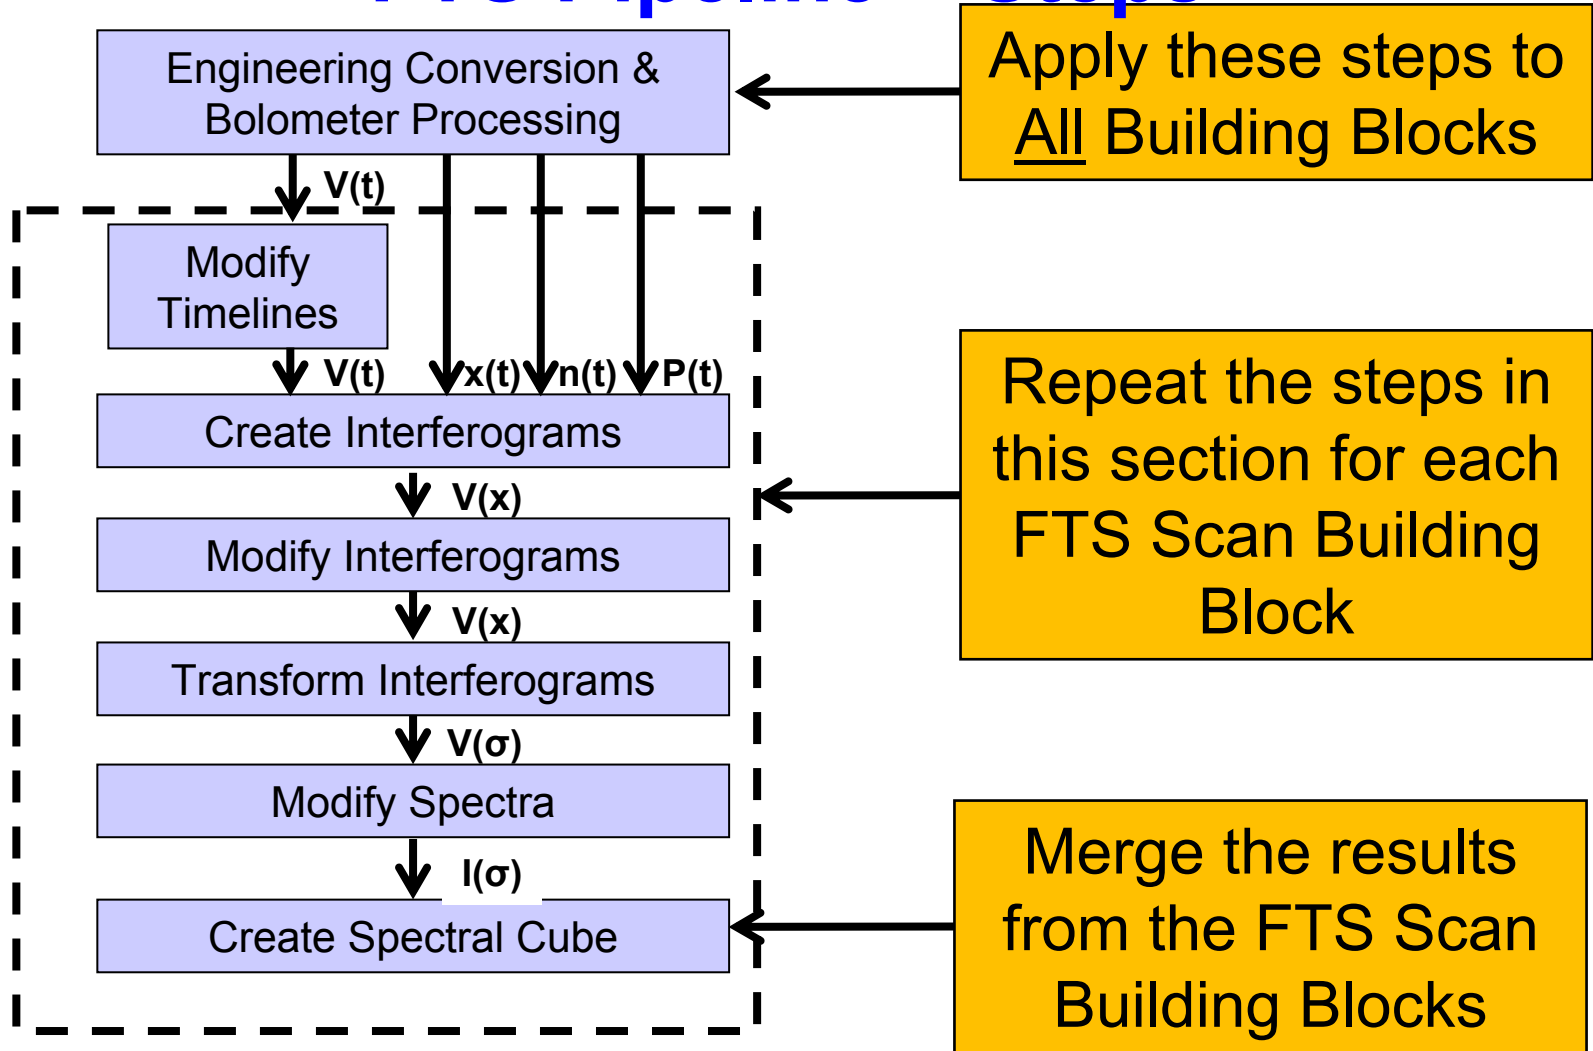 Engineering Conversion &
Bolometer Processing
V(t)
Modify
Timelines
V(t) x(t) n(t) P(t)
Create Interferograms
V(x)
Modify Interferograms
V(x)
Transform Interferograms
V(σ)
Modify Spectra
I(σ)
Create Spectral Cube
Apply these steps to
All Building Blocks
Repeat the steps in
this section for each
FTS Scan Building
Block
Merge the results
from the FTS Scan
Building Blocks